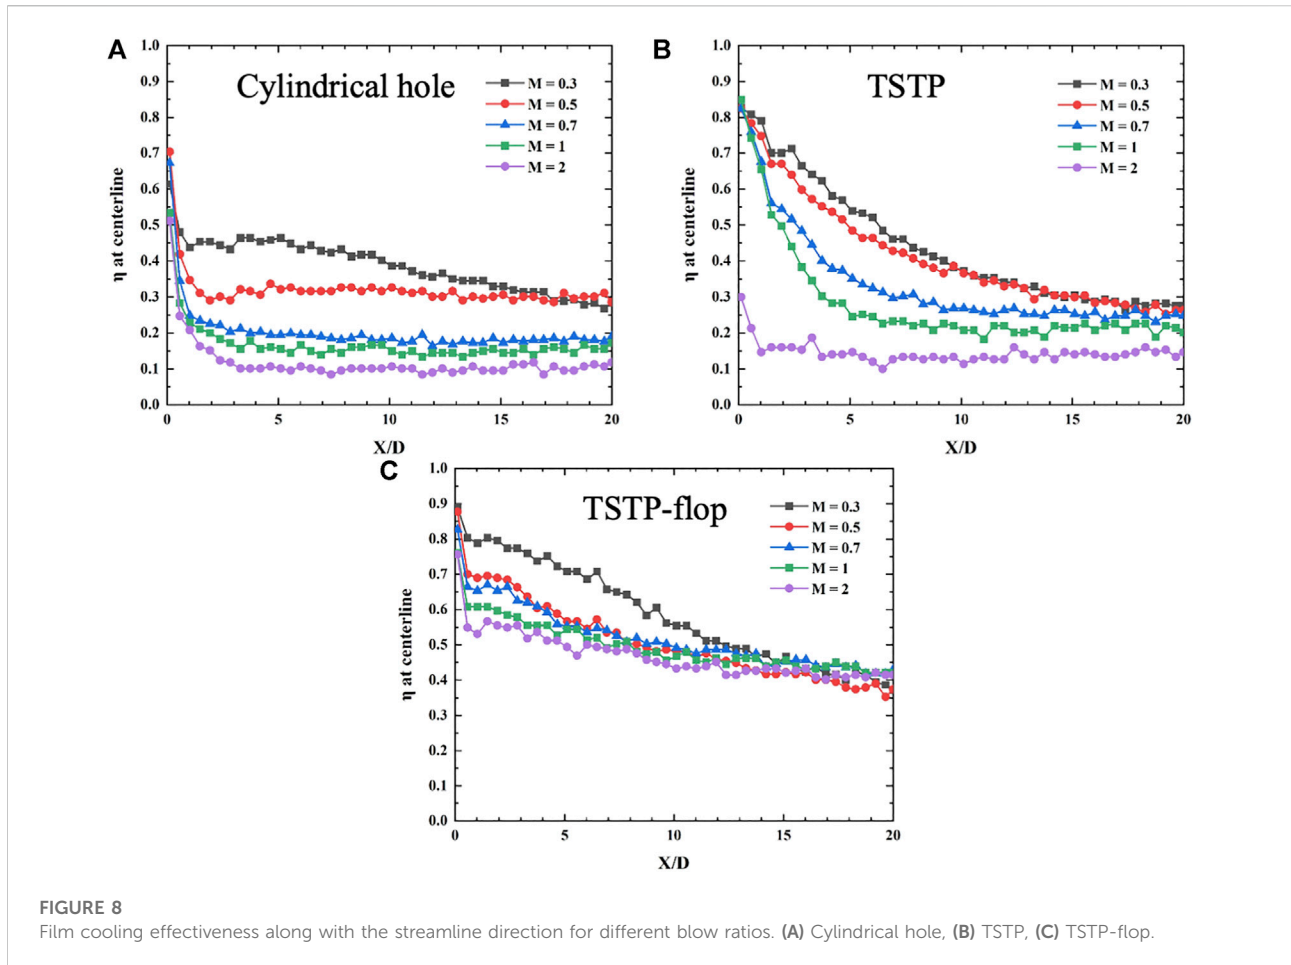 A
Cylindrical hole
M = 0.3
M = 0.5
M = 0.7
M = 1
M = 2
1.0
0.9
0.8
0.7
0.6
0.5
0.4
0.3
0.2
0.1
0.0
η at centerline
0 5 10 15 20
X/D
B
TSTP
M = 0.3
M = 0.5
M = 0.7
M = 1
M = 2
1.0
0.9
0.8
0.7
0.6
0.5
0.4
0.3
0.2
0.1
0.0
η at centerline
0 5 10 15 20
X/D
C
TSTP-flop
M = 0.3
M = 0.5
M = 0.7
M = 1
M = 2
1.0
0.9
0.8
0.7
0.6
0.5
0.4
0.3
0.2
0.1
0.0
η at centerline
0 5 10 15 20
X/D
FIGURE 8
Film cooling effectiveness along with the streamline direction for different blow ratios. (A) Cylindrical hole, (B) TSTP, (C) TSTP-flop.